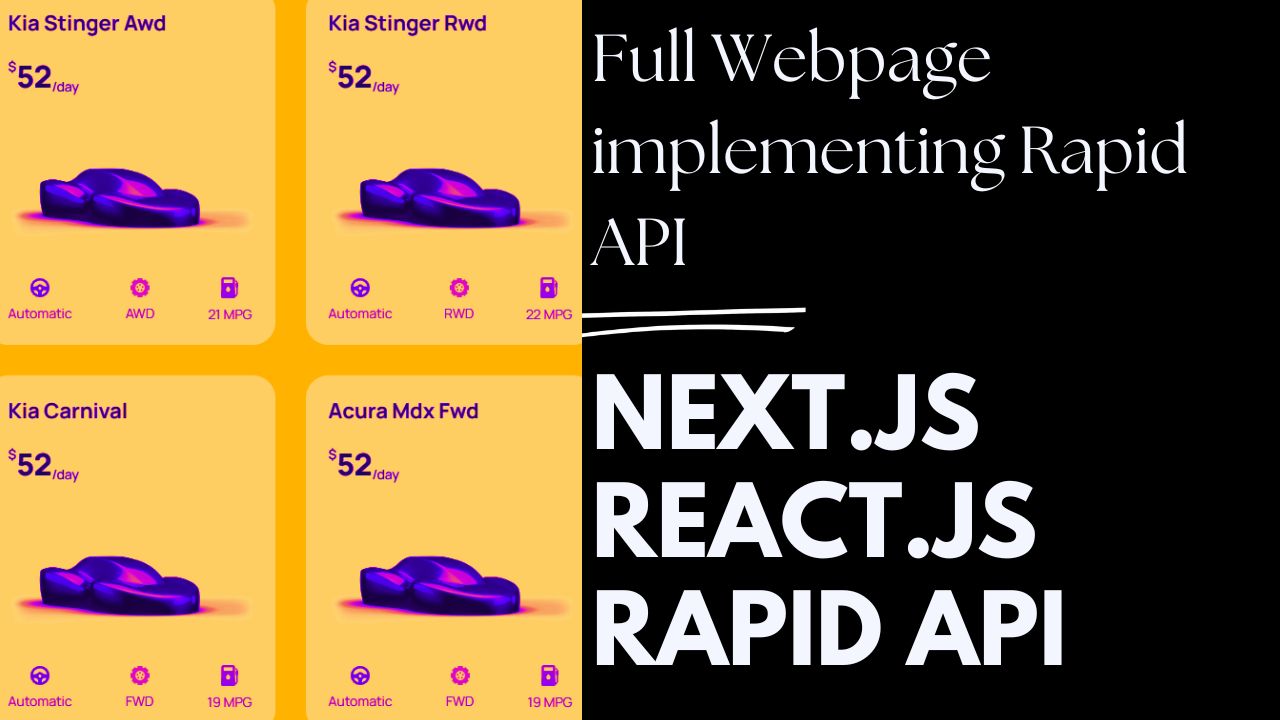 Kia Stinger Awd
$52/day
Automatic AWD 21 MPG
Kia Stinger Rwd
$52/day
Automatic RWD 22 MPG
Kia Carnival
$52/day
Automatic FWD 19 MPG
Acura Mdx Fwd
$52/day
Automatic FWD 19 MPG
Full Webpage
implementing Rapid
API
NEXT.JS
REACT.JS
RAPID API